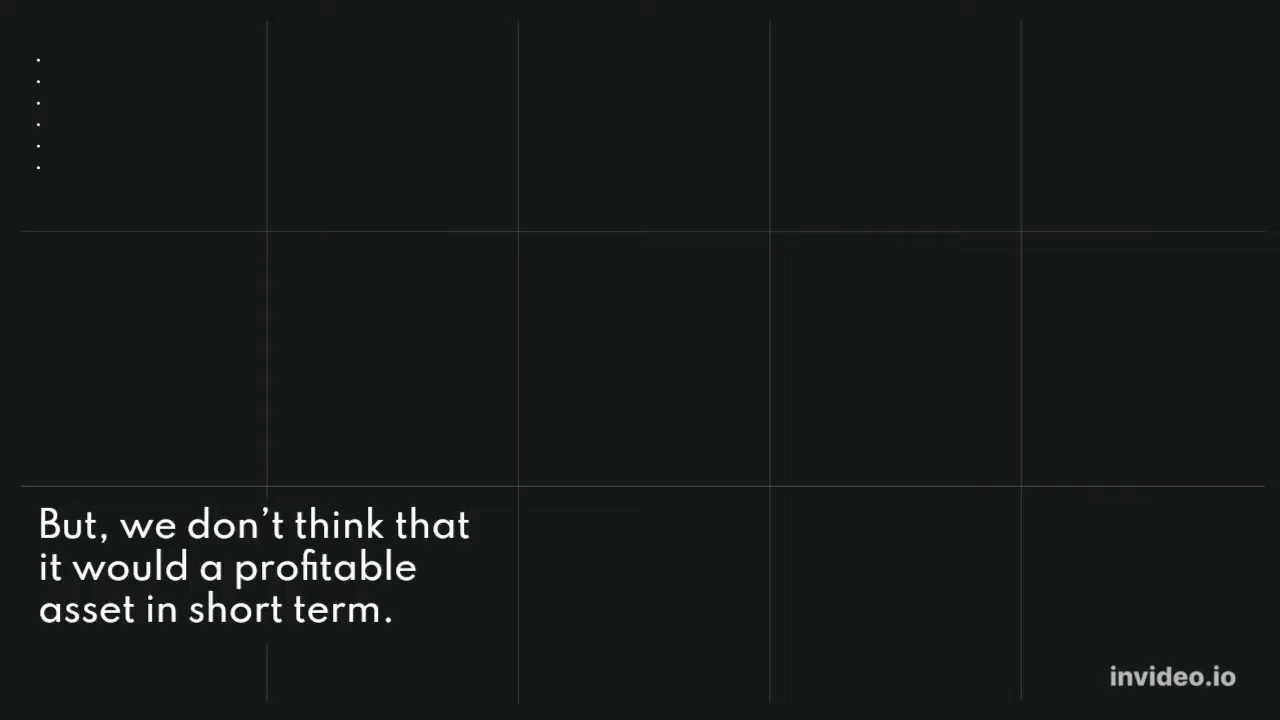 But, we don’t think that
it would a profitable
asset in short term.
invideo.io